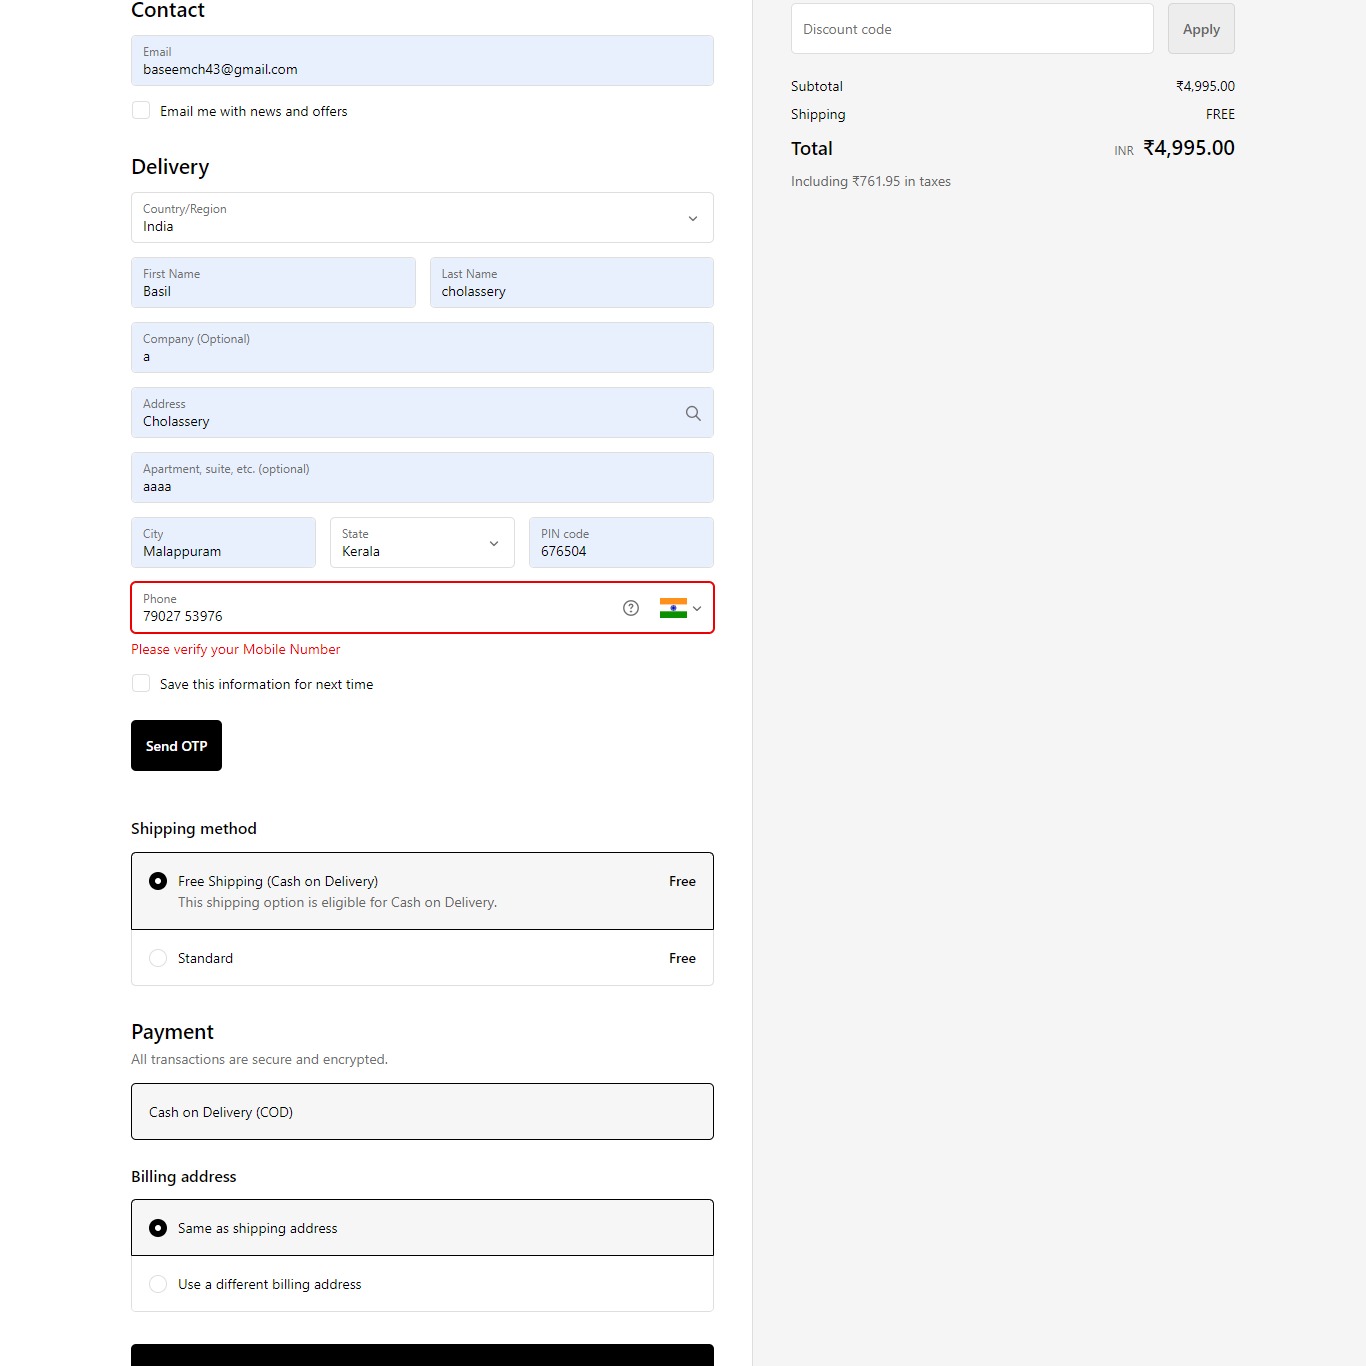 Contact
Email
baseemch43@gmail.com
Email me with news and offers
Delivery
Country/Region
India
First Name
Basil
Last Name
cholassery
Company (Optional)
a
Address
Cholassery
Apartment, suite, etc. (optional)
aaaa
City
Malappuram
State
Kerala
PIN code
676504
Phone
79027 53976
Please verify your Mobile Number
Save this information for next time
Send OTP
Shipping method
Free Shipping (Cash on Delivery) Free
This shipping option is eligible for Cash on Delivery.
Standard Free
Payment
All transactions are secure and encrypted.
Cash on Delivery (COD)
Billing address
Same as shipping address
Use a different billing address
Discount code
Apply
Subtotal ₹4,995.00
Shipping FREE
Total INR ₹4,995.00
Including ₹761.95 in taxes